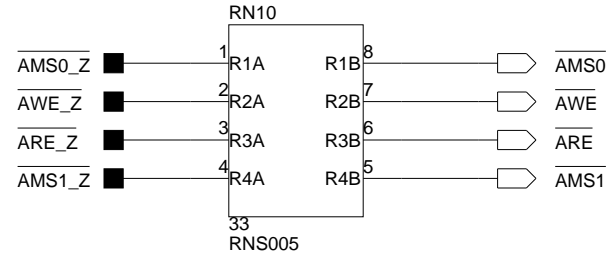 RN10
AMS0_Z 1 R1A R1B 8 AMS0
AWE_Z 2 R2A R2B 7 AWE
ARE_Z 3 R3A R3B 6 ARE
AMS1_Z 4 R4A R4B 5 AMS1
33
RNS005